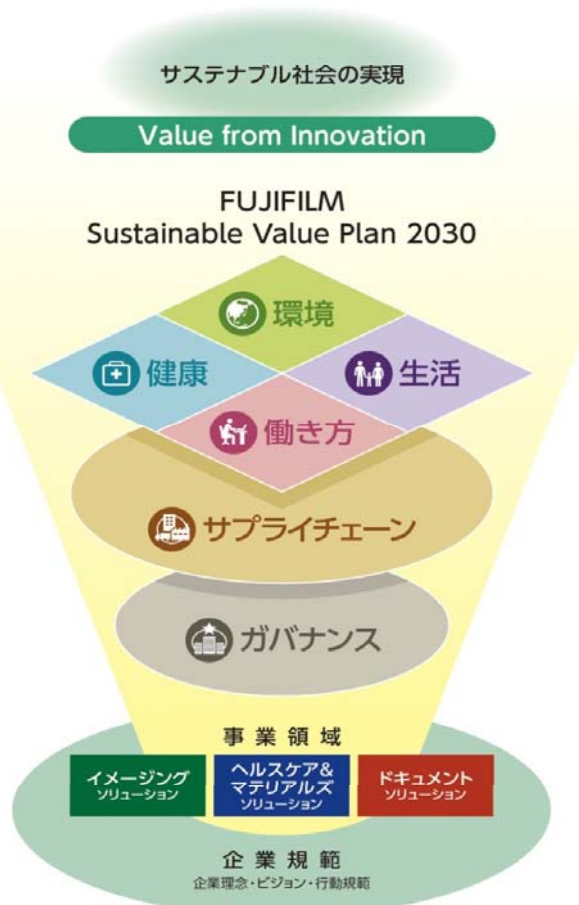 サステナブル社会の実現
Value from Innovation
FUJIFILM
Sustainable Value Plan 2030
環境
健康
生活
働き方
サプライチェーン
ガバナンス
事業領域
イメージング
ソリューション
ヘルスケア&
マテリアルズ
ソリューション
ドキュメント
ソリューション
企業規範
企業理念・ビジョン・行動規範